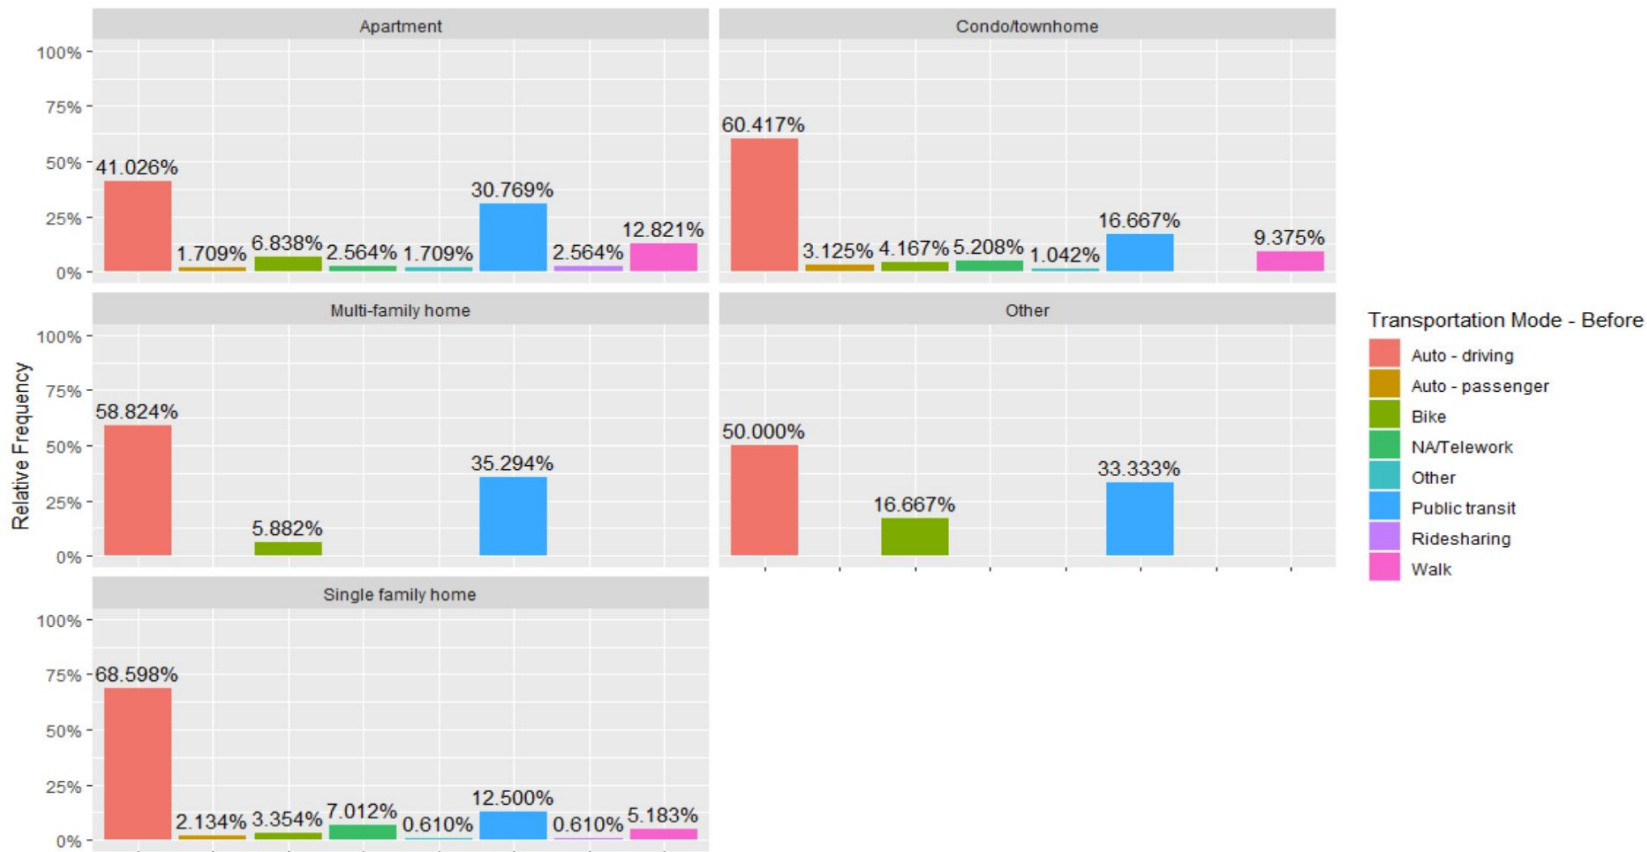 Apartment
Condo/townhome
100%
75%
50%
25%
0%
41.026%
1.709%
6.838%
2.564%
1.709%
30.769%
2.564%
12.821%
60.417%
3.125%
4.167%
5.208%
1.042%
16.667%
9.375%
Multi-family home
Other
Relative Frequency
100%
75%
50%
25%
0%
58.824%
5.882%
35.294%
50.000%
16.667%
33.333%
Single family home
100%
75%
50%
25%
0%
68.598%
2.134%
3.354%
7.012%
0.610%
12.500%
0.610%
5.183%
Transportation Mode - Before
Auto - driving
Auto - passenger
Bike
NA/Telework
Other
Public transit
Ridesharing
Walk